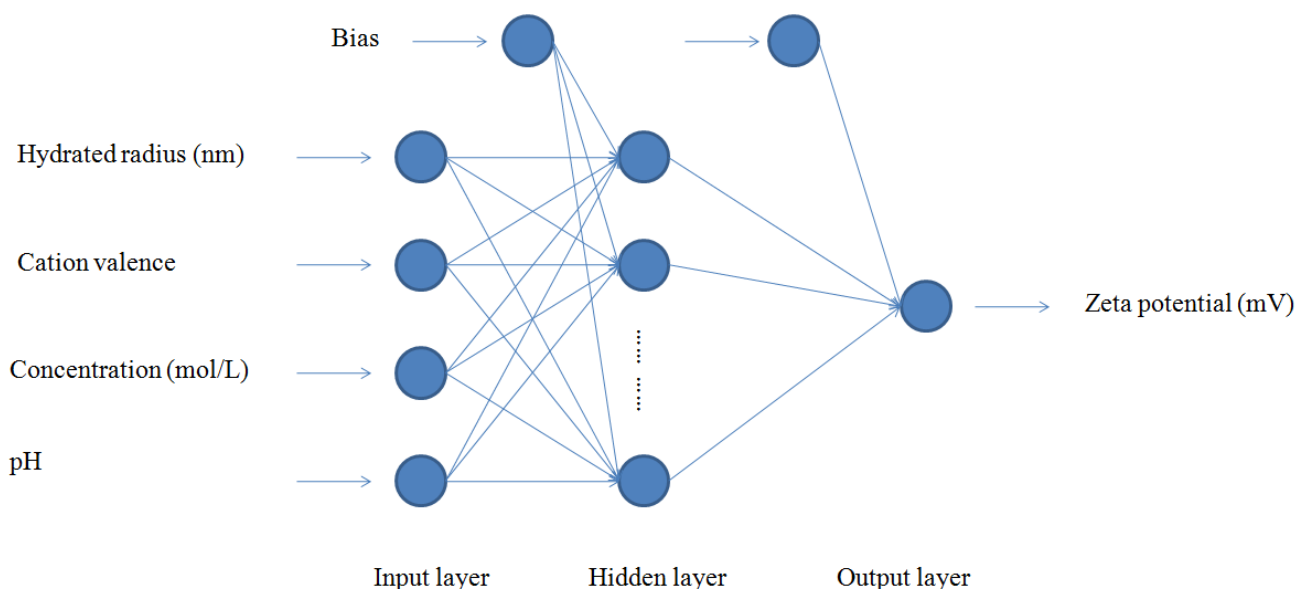 Bias
Hydrated radius (nm)
Cation valence
Concentration (mol/L)
pH
Zeta potential (mV)
Input layer
Hidden layer
Output layer